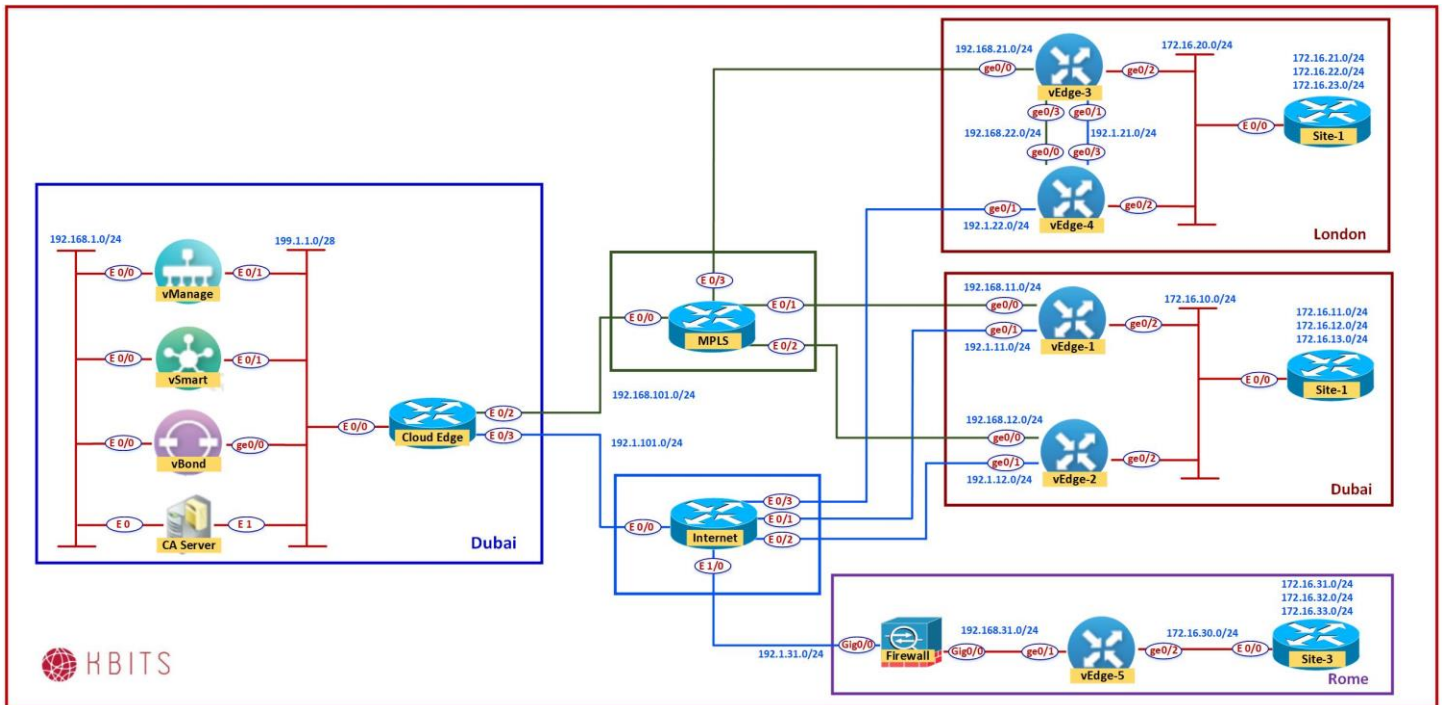 192.168.1.0/24
199.1.1.0/28
E 0/0
E 0/1
vManage
E 0/0
E 0/1
vSmart
E 0/0
ge0/0
vBond
E 0
E 1
CA Server
Dubai
E 0/0
Cloud Edge
E 0/2
E 0/3
192.168.101.0/24
192.1.101.0/24
E 0/3
E 0/0
E 0/1
MPLS
E 0/2
E 0/3
E 0/0
E 0/1
Internet
E 0/2
E 1/0
192.1.31.0/24
192.168.21.0/24
ge0/0
vEdge-3
ge0/2
ge0/3
ge0/1
192.168.22.0/24
192.1.21.0/24
ge0/0
ge0/3
ge0/1
192.1.22.0/24
vEdge-4
ge0/2
172.16.20.0/24
172.16.21.0/24
172.16.22.0/24
172.16.23.0/24
E 0/0
Site-1
London
192.168.11.0/24
ge0/0
ge0/1
192.1.11.0/24
vEdge-1
ge0/2
172.16.10.0/24
172.16.11.0/24
172.16.12.0/24
172.16.13.0/24
E 0/0
Site-1
192.168.12.0/24
ge0/0
ge0/1
192.1.12.0/24
vEdge-2
ge0/2
Dubai
Gig0/0
Firewall
Gig0/0
192.168.31.0/24
ge0/1
vEdge-5
ge0/2
172.16.30.0/24
172.16.31.0/24
172.16.32.0/24
172.16.33.0/24
E 0/0
Site-3
Rome
KBITS